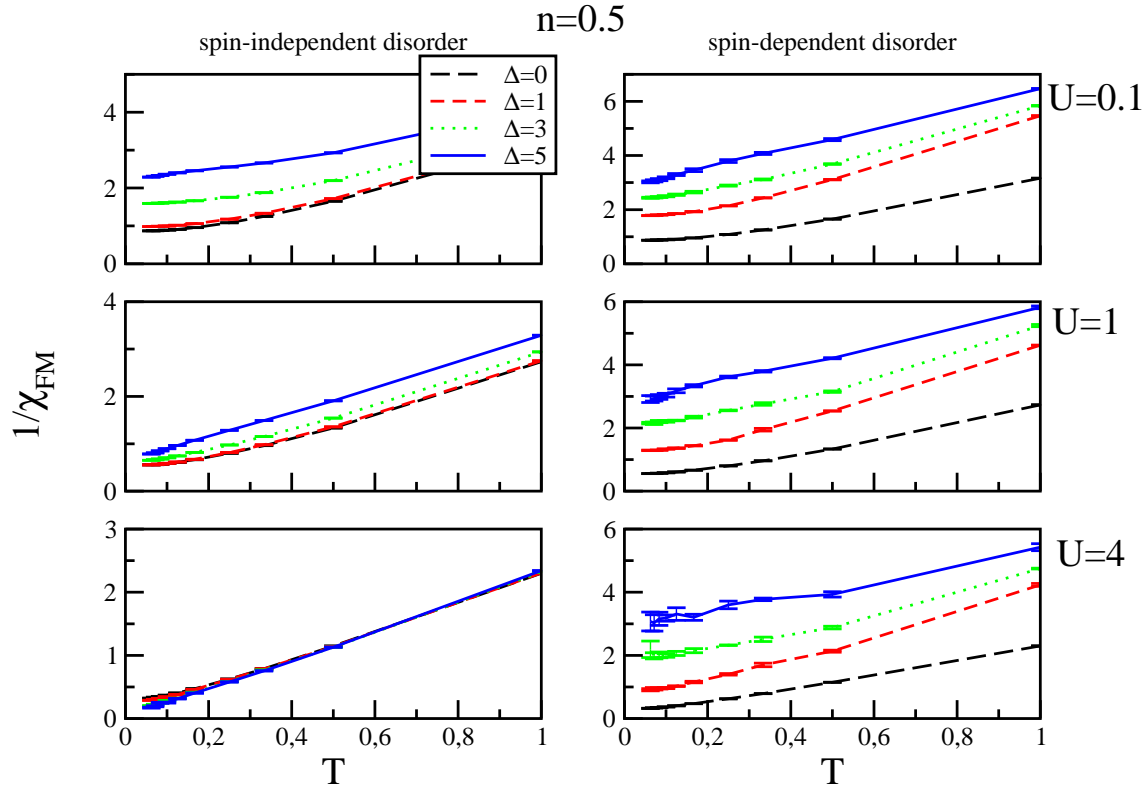 n=0.5
spin-independent disorder
spin-dependent disorder
Δ=0
Δ=1
Δ=3
Δ=5
0
2
4
0
2
4
6
U=0.1
1/χFM
0
2
4
0
2
4
6
U=1
0
1
2
3
0
2
4
6
U=4
0 0,2 0,4 0,6 0,8 1
0 0,2 0,4 0,6 0,8 1
T
T